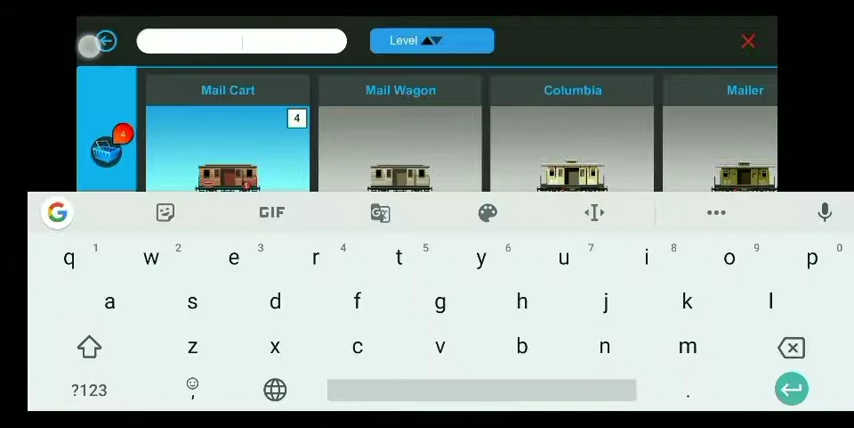 Level
Mail Cart Mail Wagon Columbia Mailer
4
4
G GIF G
1 2 3 4 5 6 7 8 9 0
q w e r t y u i o p
a s d f g h j k l
z x c v b n m
?123 , .